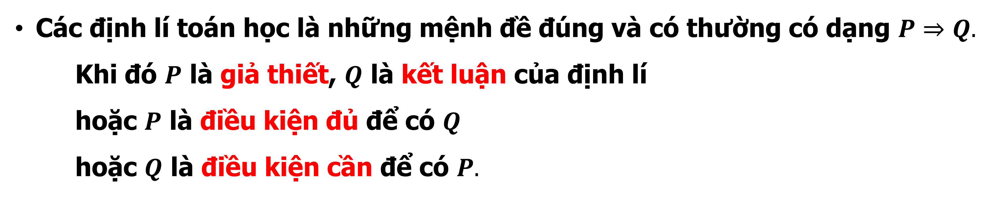 • Các định lí toán học là những mệnh đề đúng và có thường có dạng P ⇒ Q.
Khi đó P là giả thiết, Q là kết luận của định lí
hoặc P là điều kiện đủ để có Q
hoặc Q là điều kiện cần để có P.